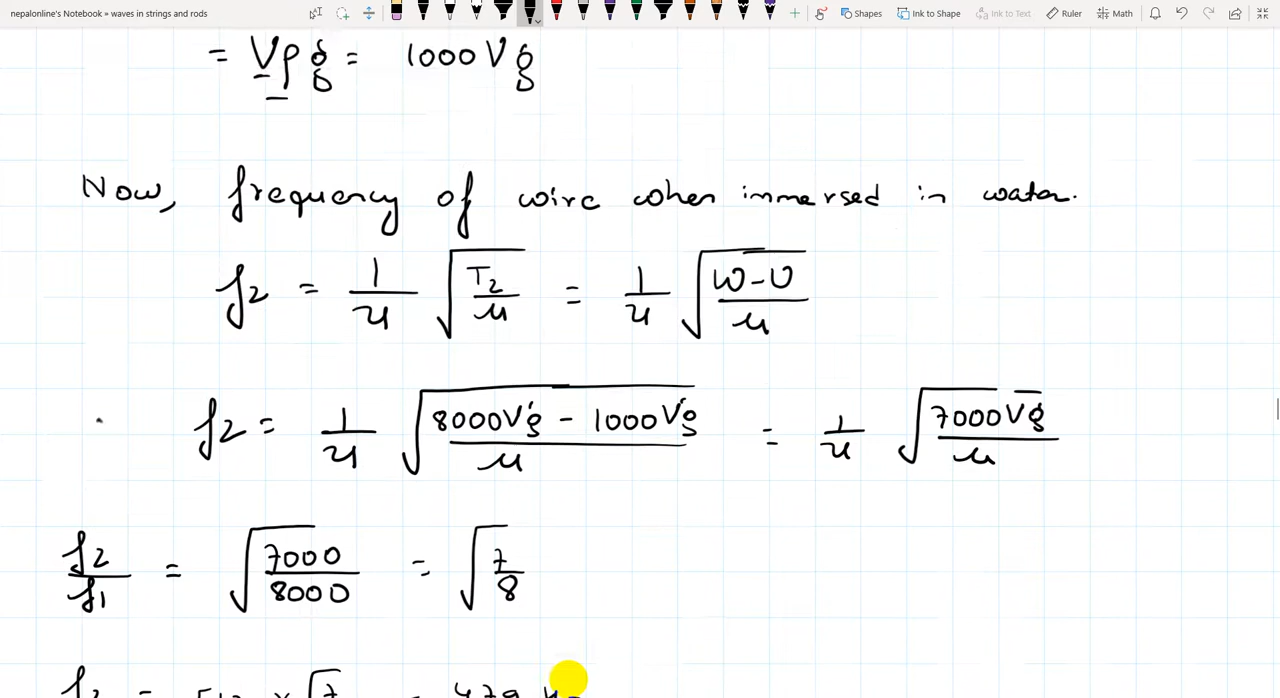 nepalonline's Notebook » waves in strings and rods
Shapes Ink to Shape Ink to Text Ruler Math
= Vρg = 1000 Vg
Now, frequency of wire when immersed in water.
f2 = 1/2l √(T2/μ) = 1/2l √((W-U)/μ)
f2 = 1/2l √((8000Vg - 1000Vg)/μ) = 1/2l √(7000Vg/μ)
f2/f1 = √(7000/8000) = √(7/8)